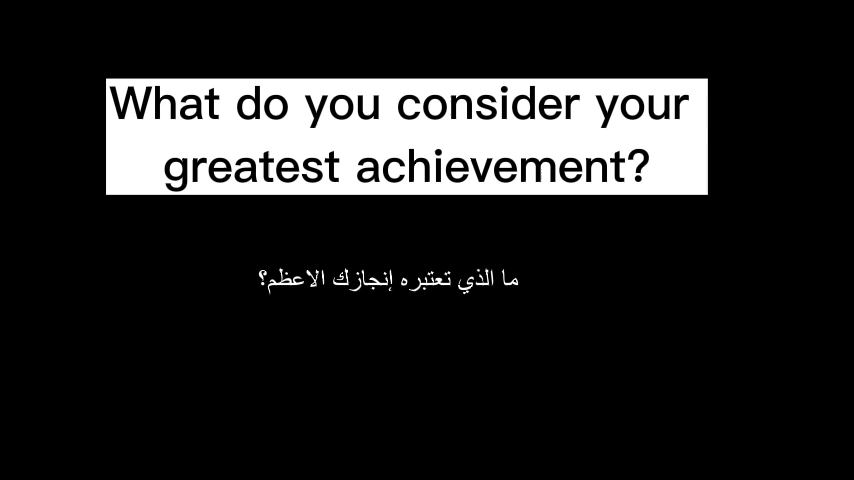 What do you consider your
greatest achievement?
ما الذي تعتبره إنجازك الاعظم؟